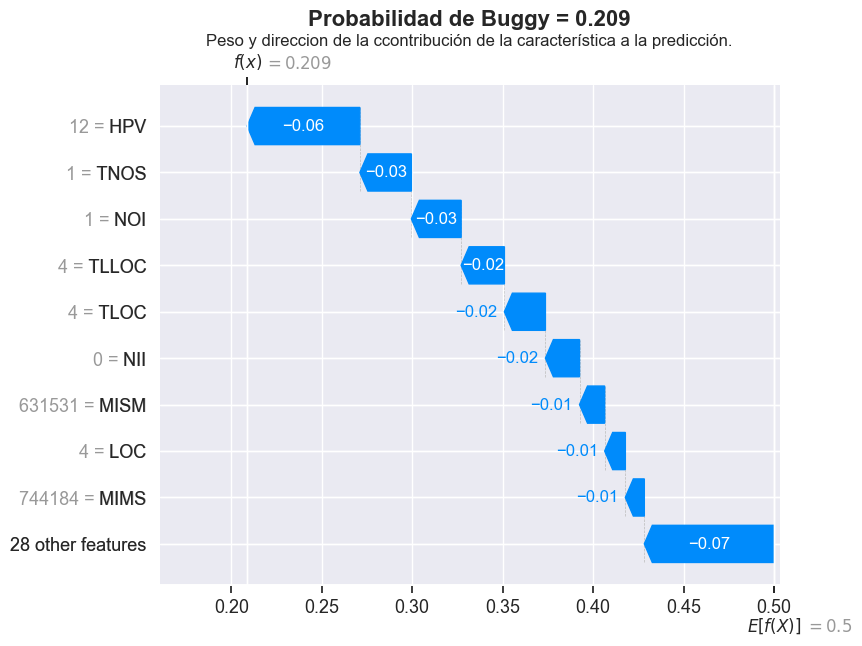 Probabilidad de Buggy = 0.209
Peso y direccion de la ccontribución de la característica a la predicción.
f(x) = 0.209
12 = HPV
−0.06
1 = TNOS
−0.03
1 = NOI
−0.03
4 = TLLOC
−0.02
4 = TLOC
−0.02
0 = NII
−0.02
631531 = MISM
−0.01
4 = LOC
−0.01
744184 = MIMS
−0.01
28 other features
−0.07
0.20 0.25 0.30 0.35 0.40 0.45 0.50
E[f(X)] = 0.5